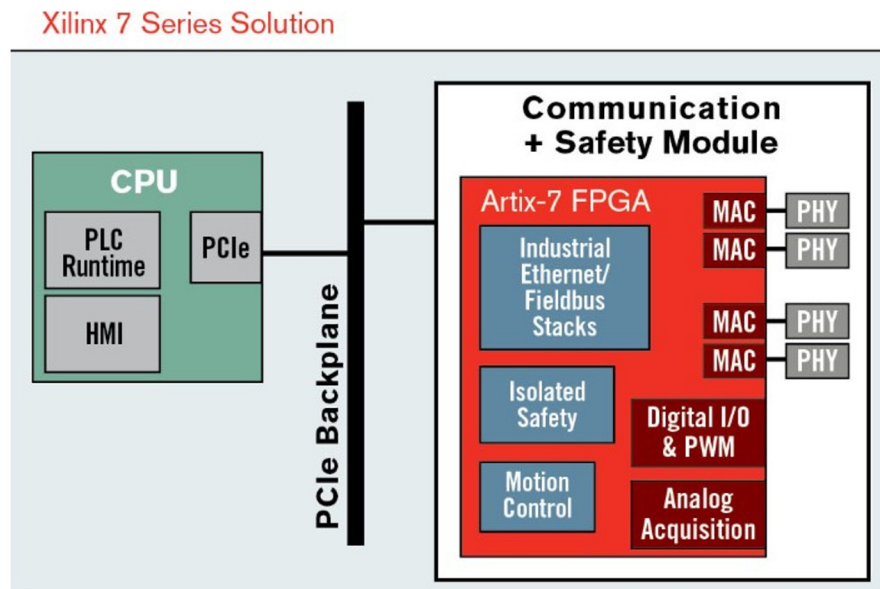 Xilinx 7 Series Solution
CPU
PLC
Runtime
HMI
PCIe
PCIe Backplane
Communication
+ Safety Module
Artix-7 FPGA
Industrial
Ethernet/
Fieldbus
Stacks
Isolated
Safety
Motion
Control
MAC
PHY
MAC
PHY
MAC
PHY
MAC
PHY
Digital I/O
& PWM
Analog
Acquisition